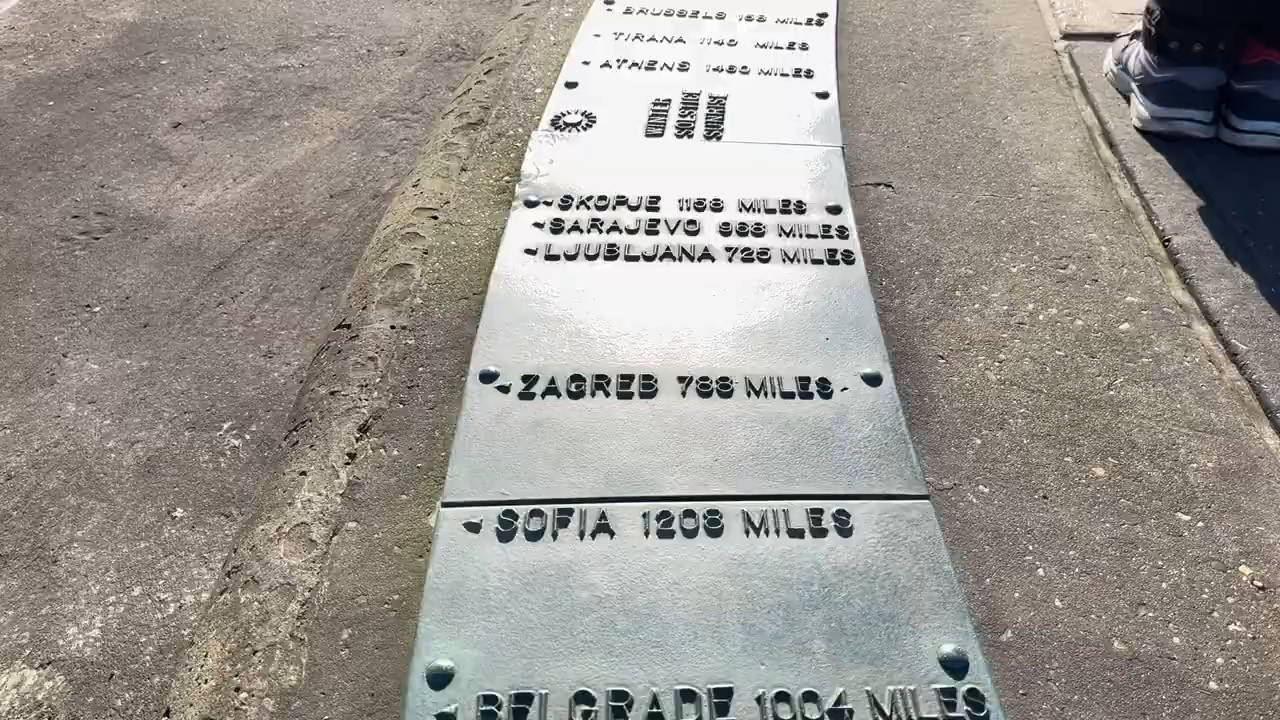 BRUSSELS 168 MILES
TIRANA 1140 MILES
ATHENS 1460 MILES
WINTER
SOLSTICE
SUNRISE
SKOPJE 1158 MILES
SARAJEVO 968 MILES
LJUBLJANA 725 MILES
ZAGREB 788 MILES
SOFIA 1208 MILES
BELGRADE 1004 MILES